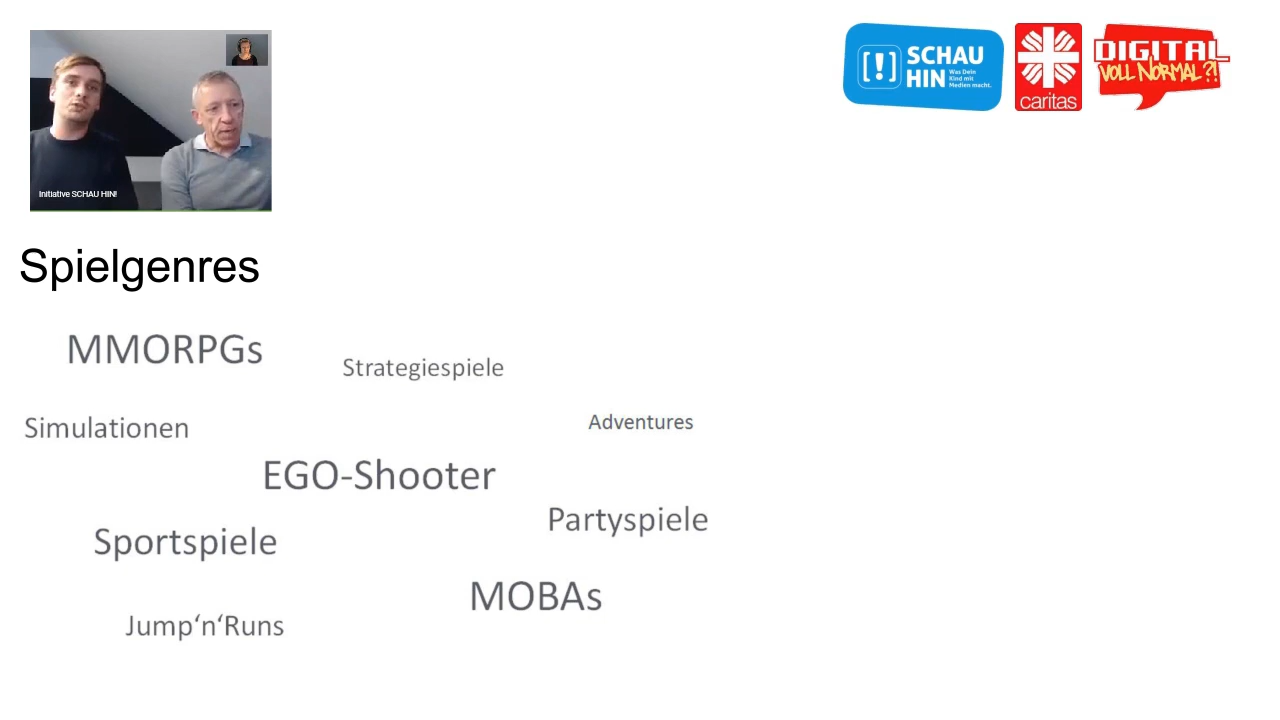 Initiative SCHAU HIN!
SCHAU
HIN
Was Dein
Kind mit
Medien macht.
caritas
DIGITAL
VOLL NORMAL?!
Spielgenres
MMORPGs
Strategiespiele
Simulationen
Adventures
EGO-Shooter
Partyspiele
Sportspiele
MOBAs
Jump‘n‘Runs